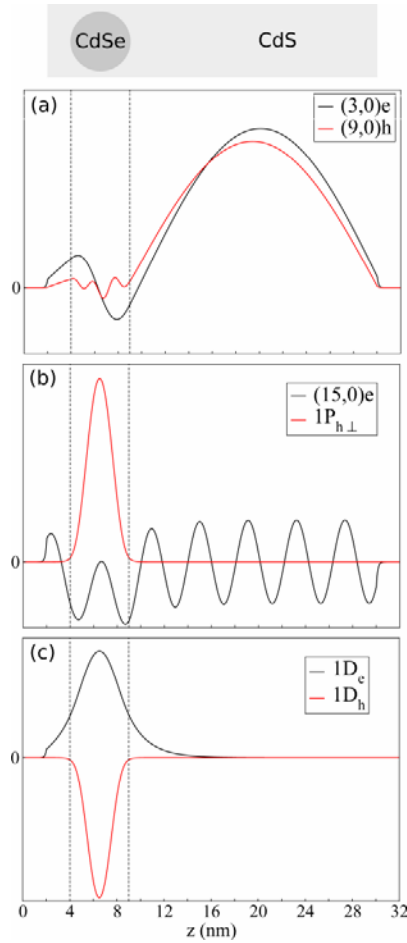 CdSe
CdS
(a)
(3,0)e
(9,0)h
0
(b)
(15,0)e
1P_h⊥
0
(c)
1D_e
1D_h
0
0 4 8 12 16 20 24 28 32
z (nm)